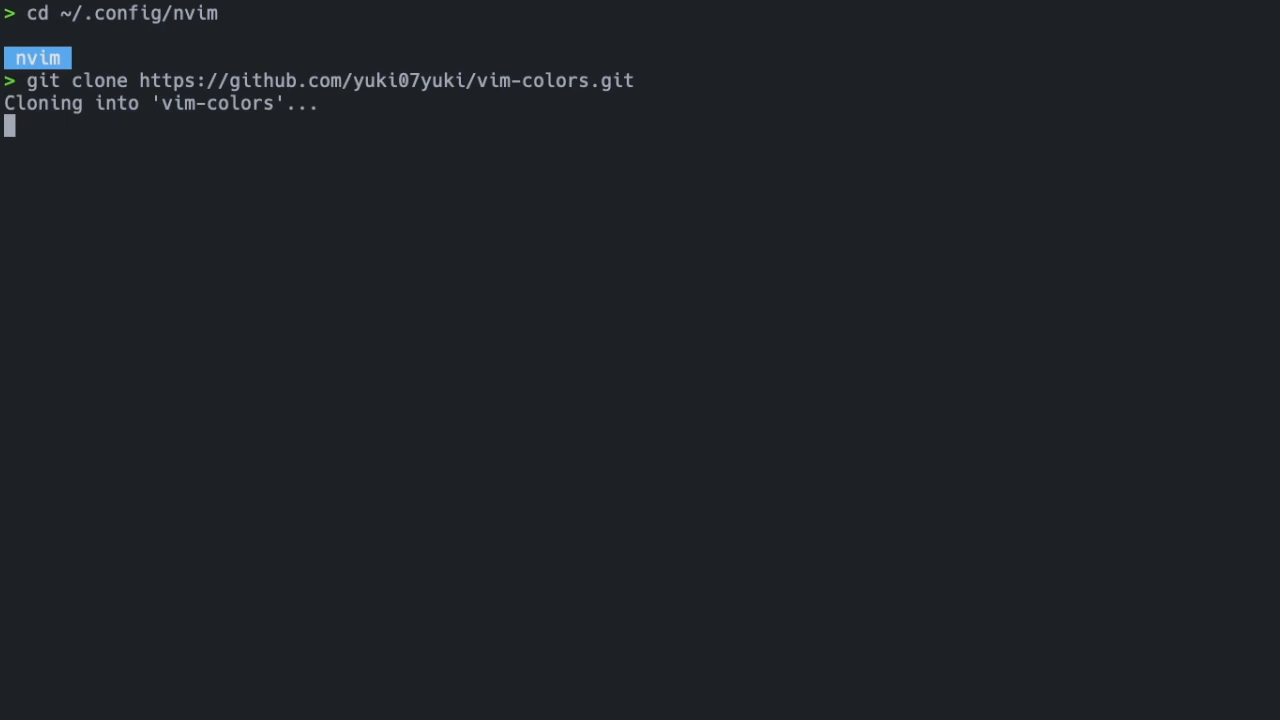 > cd ~/.config/nvim
nvim
> git clone https://github.com/yuki07yuki/vim-colors.git
Cloning into 'vim-colors'...